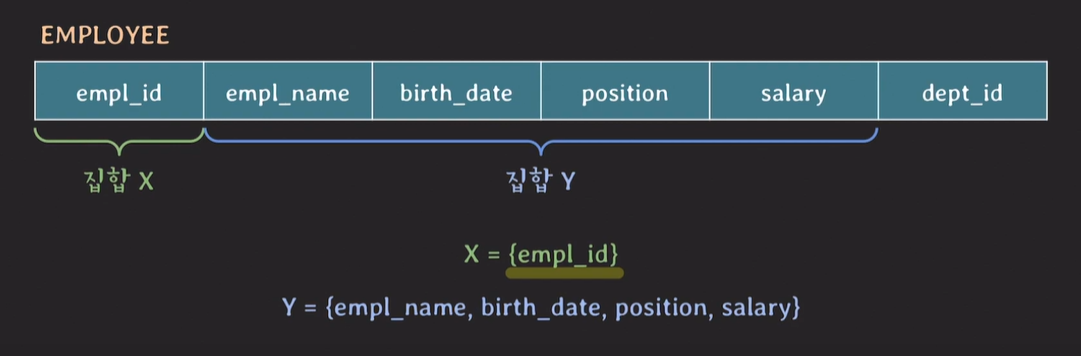 EMPLOYEE
empl_id empl_name birth_date position salary dept_id
집합 X 집합 Y
X = {empl_id}
Y = {empl_name, birth_date, position, salary}